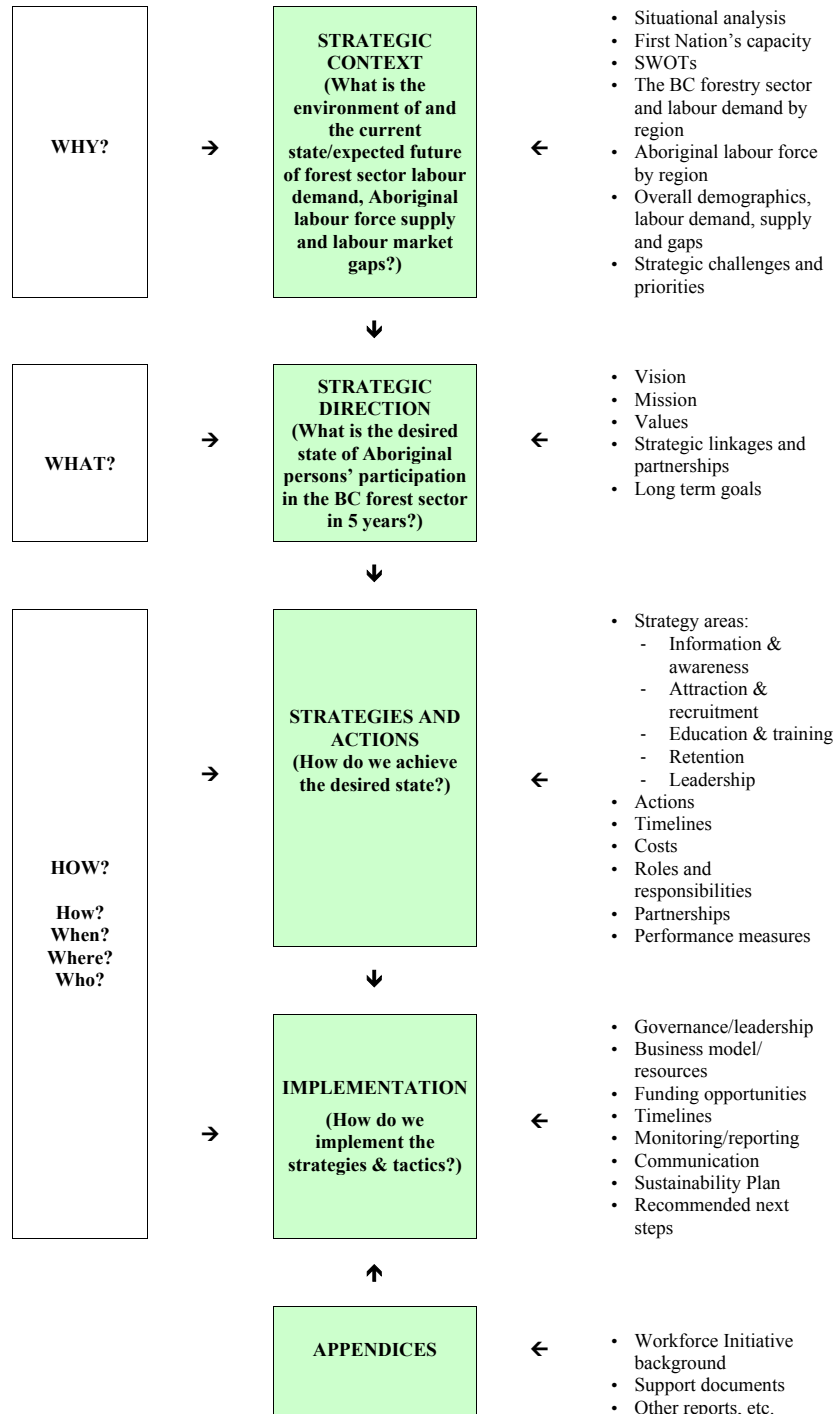 WHY?
→
STRATEGIC
CONTEXT
(What is the
environment of and
the current
state/expected future
of forest sector labour
demand, Aboriginal
labour force supply
and labour market
gaps?)
←
• Situational analysis
• First Nation’s capacity
• SWOTs
• The BC forestry sector
and labour demand by
region
• Aboriginal labour force
by region
• Overall demographics,
labour demand, supply
and gaps
• Strategic challenges and
priorities
↓
WHAT?
→
STRATEGIC
DIRECTION
(What is the desired
state of Aboriginal
persons’ participation
in the BC forest sector
in 5 years?)
←
• Vision
• Mission
• Values
• Strategic linkages and
partnerships
• Long term goals
↓
HOW?
How?
When?
Where?
Who?
→
STRATEGIES AND
ACTIONS
(How do we achieve
the desired state?)
←
• Strategy areas:
- Information &
awareness
- Attraction &
recruitment
- Education & training
- Retention
- Leadership
• Actions
• Timelines
• Costs
• Roles and
responsibilities
• Partnerships
• Performance measures
↓
→
IMPLEMENTATION
(How do we
implement the
strategies & tactics?)
←
• Governance/leadership
• Business model/
resources
• Funding opportunities
• Timelines
• Monitoring/reporting
• Communication
• Sustainability Plan
• Recommended next
steps
↑
APPENDICES
←
• Workforce Initiative
background
• Support documents
• Other reports, etc.